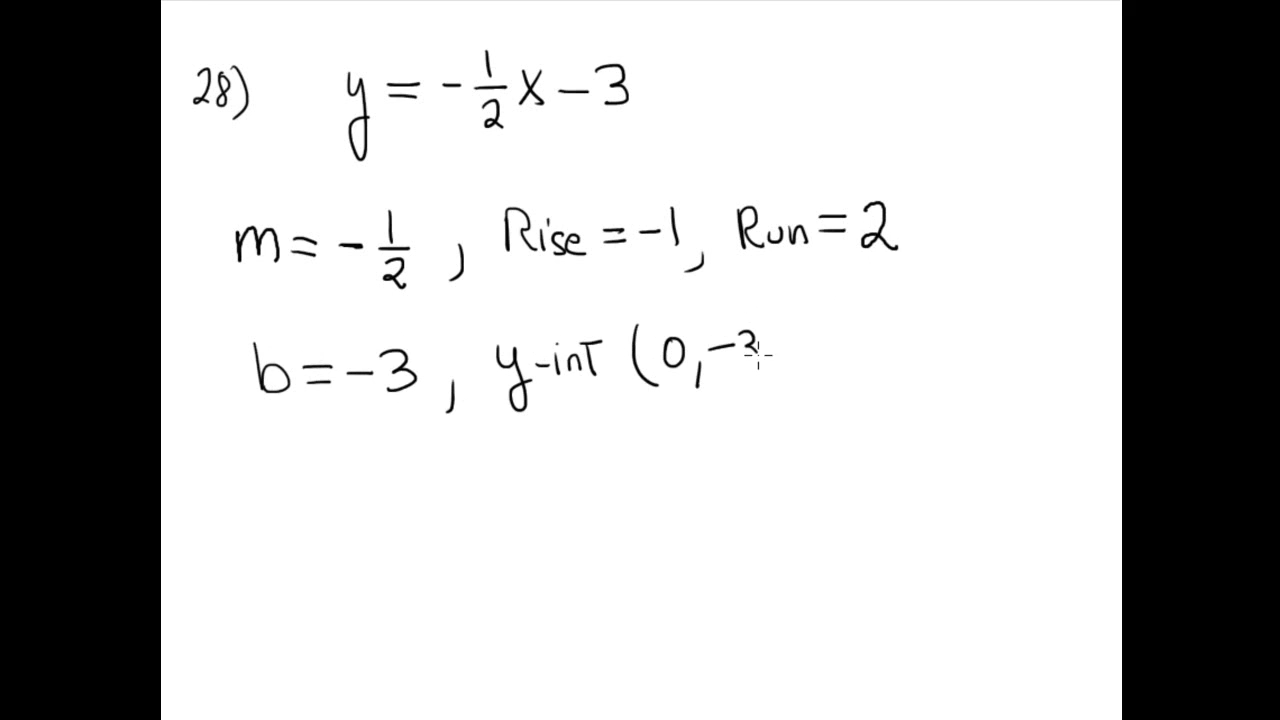 28) y = -1/2 x - 3
m = -1/2 , Rise = -1, Run = 2
b = -3 , y-inT (0, -3